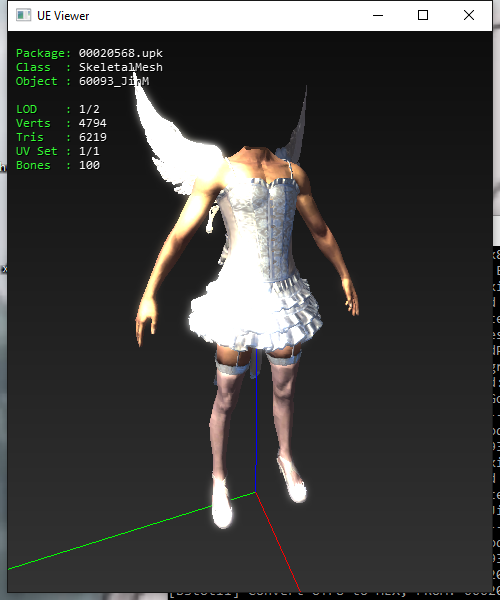 UE Viewer
Package: 00020568.upk
Class : SkeletalMesh
Object : 60093_JinM
LOD : 1/2
Verts : 4794
Tris : 6219
UV Set : 1/1
Bones : 100